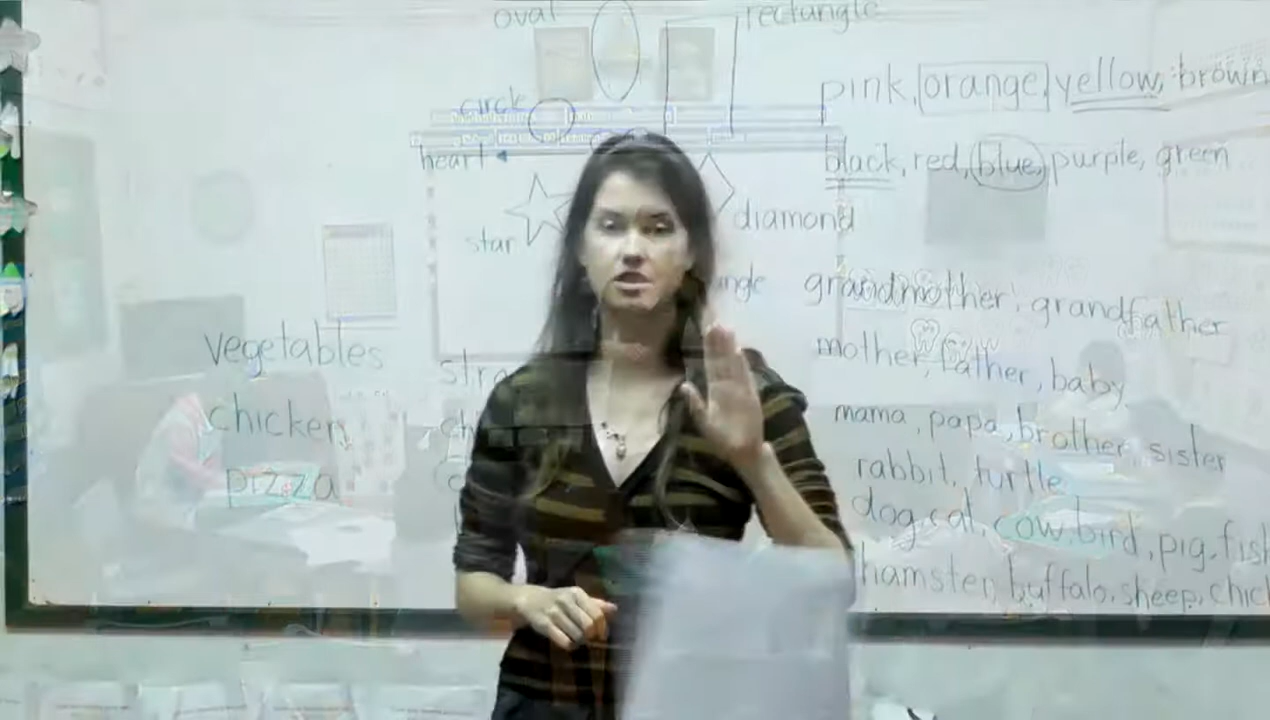 oval
rectangle
circle
heart
star
diamond
vegetables
chicken
pizza
pink, orange, yellow, brown
black, red, blue, purple, green
grandmother, grandfather
mother, father, baby
mama, papa, brother, sister
rabbit, turtle
dog, cat, cow, bird, pig, fish
hamster, buffalo, sheep,